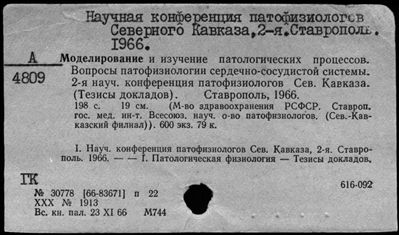 Научная конференция патофизиологов
Северного Кавказа, 2-я. Ставрополь.
1966.
А
4809
Моделирование и изучение патологических процессов.
Вопросы патофизиологии сердечно-сосудистой системы.
2-я науч. конференция патофизиологов Сев. Кавказа.
(Тезисы докладов). Ставрополь, 1966.
198 с. 19 см. (М-во здравоохранения РСФСР. Ставроп.
гос. мед. ин-т. Всесоюз. науч. о-во патофизиологов. (Сев.-Кав-
казский филиал)). 600 экз. 79 к.
I. Науч. конференция патофизиологов Сев. Кавказа, 2-я. Ставро-
поль. 1966. — — I. Патологическая физиология — Тезисы докладов.
ГК
616-092
№ 30778 [66-83671] п 22
XXX № 1913
Вс. кн. пал. 23 XI 66 М744